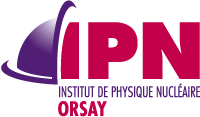 IPN
INSTITUT DE PHYSIQUE NUCLÉAIRE
ORSAY